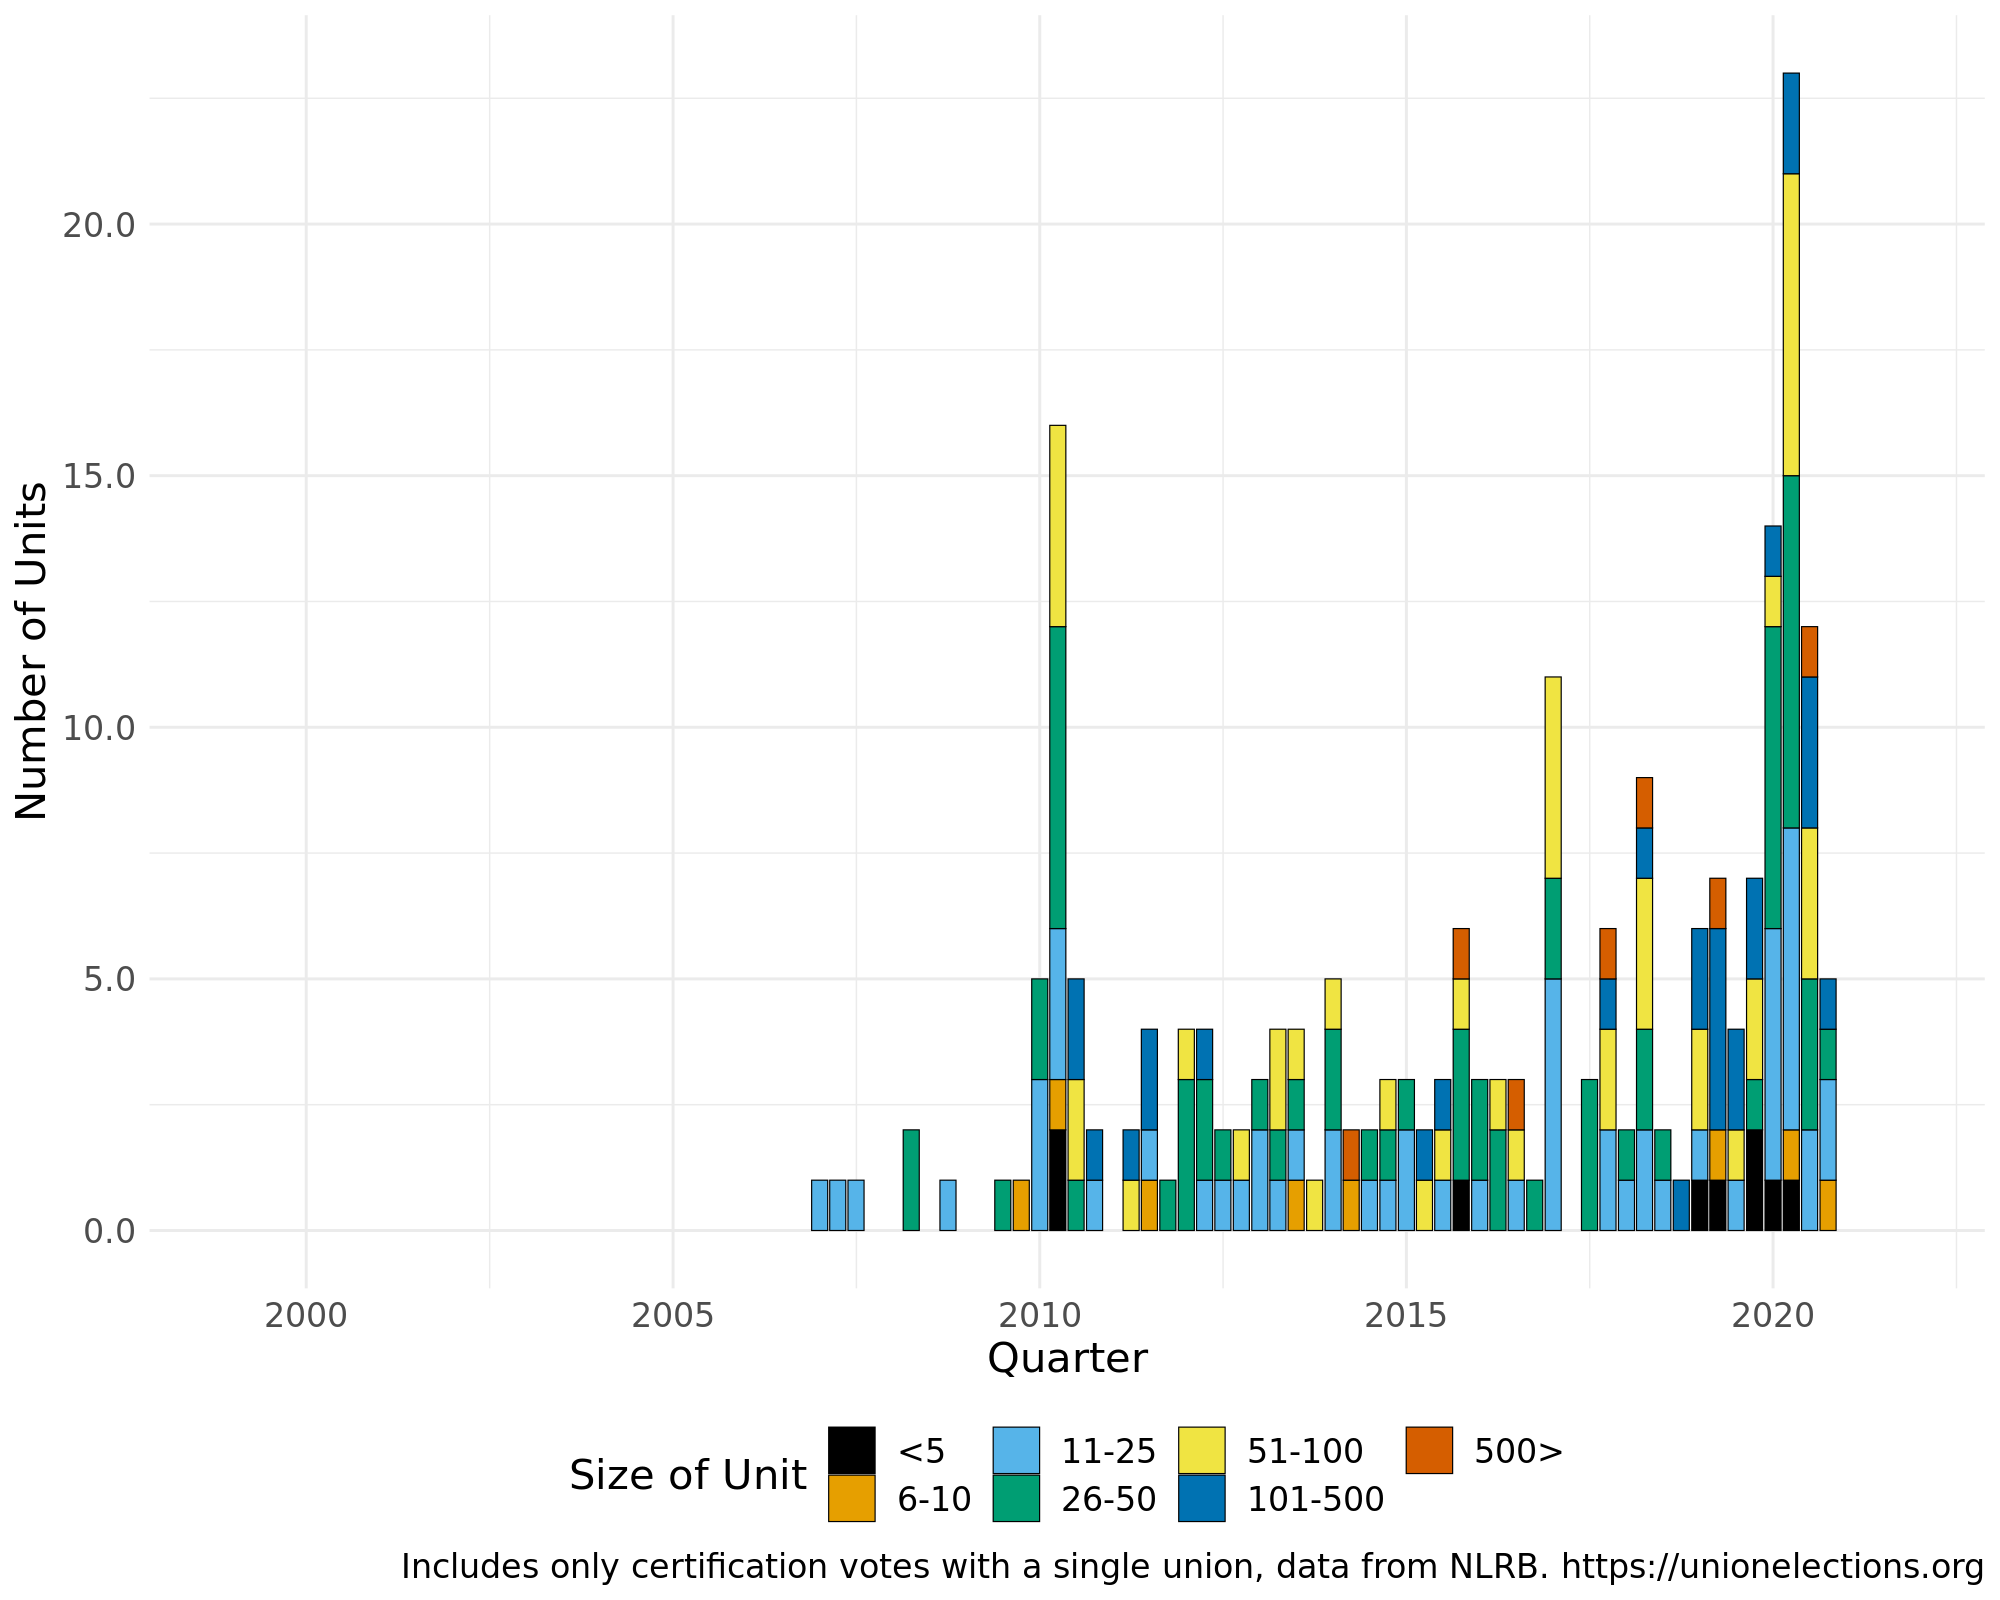 Number of Units
20.0
15.0
10.0
5.0
0.0
2000 2005 2010 2015 2020
Quarter
Size of Unit
<5 11-25 51-100 500>
6-10 26-50 101-500
Includes only certification votes with a single union, data from NLRB. https://unionelections.org